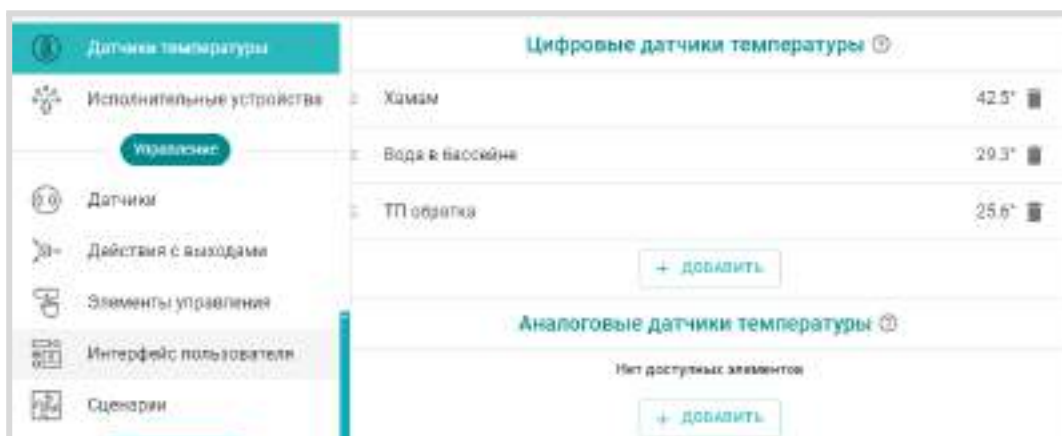 Датчики температуры
Исполнительные устройства
Управление
Датчики
Действия с выходами
Элементы управления
Интерфейс пользователя
Сценарии
Цифровые датчики температуры
Хамам 42.5°
Вода в бассейне 29.3°
ТП обратка 25.6°
+ ДОБАВИТЬ
Аналоговые датчики температуры
Нет доступных элементов
+ ДОБАВИТЬ